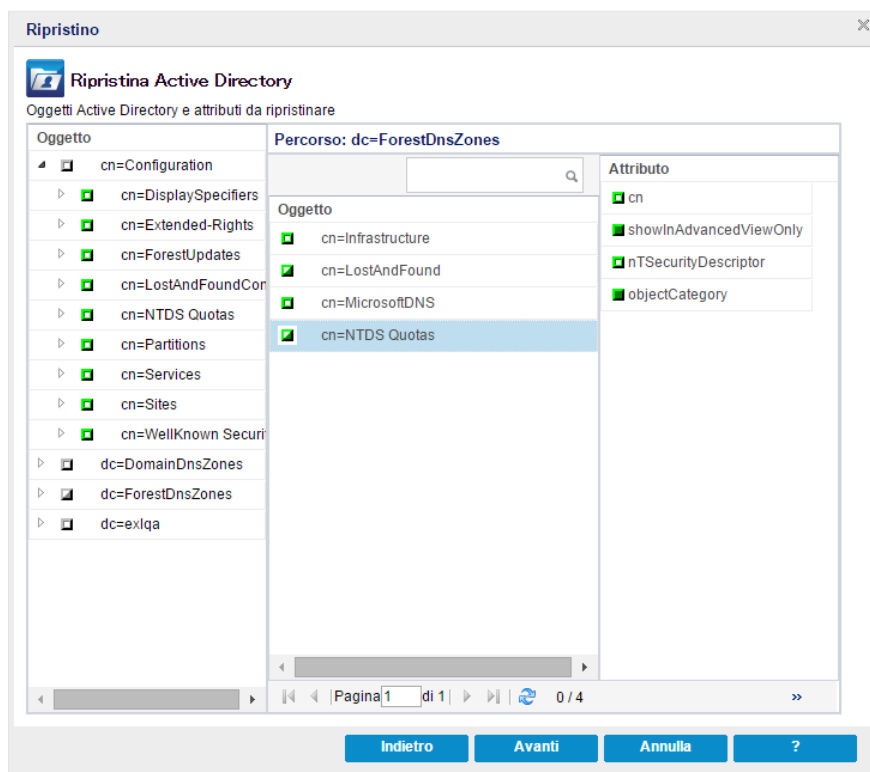 Ripristino
Ripristina Active Directory
Oggetti Active Directory e attributi da ripristinare
Oggetto
cn=Configuration
cn=DisplaySpecifiers
cn=Extended-Rights
cn=ForestUpdates
cn=LostAndFoundCon
cn=NTDS Quotas
cn=Partitions
cn=Services
cn=Sites
cn=WellKnown Securi
dc=DomainDnsZones
dc=ForestDnsZones
dc=exlqa
Percorso: dc=ForestDnsZones
Oggetto
cn=Infrastructure
cn=LostAndFound
cn=MicrosoftDNS
cn=NTDS Quotas
Pagina 1 di 1 0 / 4
Attributo
cn
showInAdvancedViewOnly
nTSecurityDescriptor
objectCategory
Indietro Avanti Annulla ?